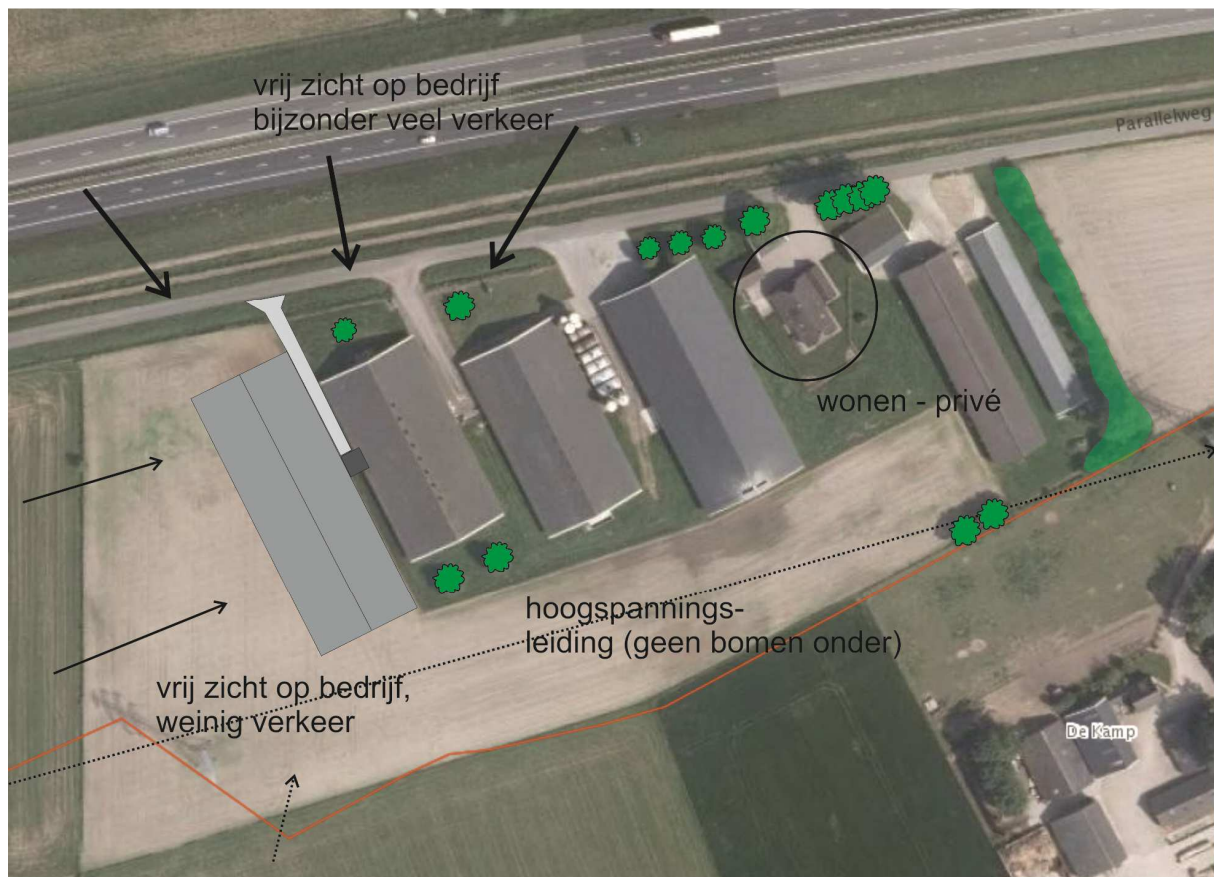 vrij zicht op bedrijf
bijzonder veel verkeer
Parallelweg
wonen - privé
hoogspannings-
leiding (geen bomen onder)
vrij zicht op bedrijf,
weinig verkeer
De Kamp